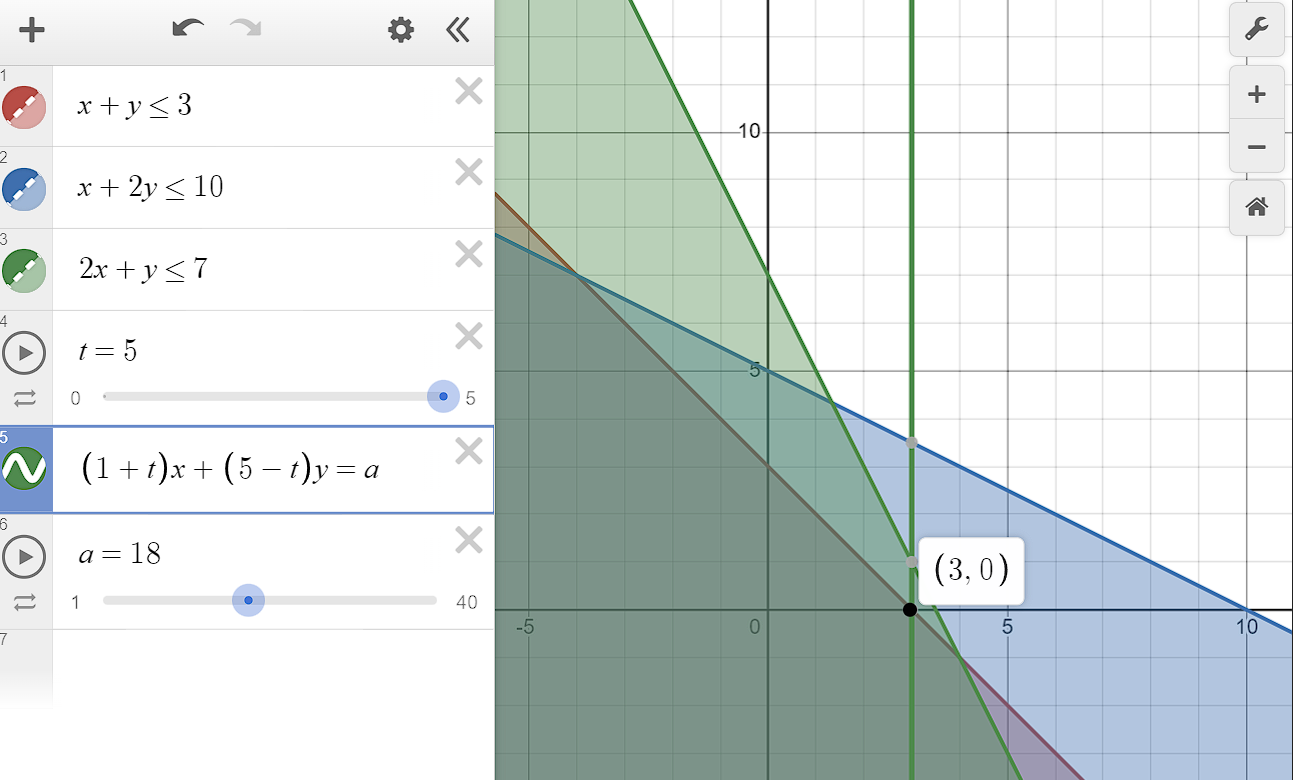 1
x + y ≤ 3
2
x + 2y ≤ 10
3
2x + y ≤ 7
4
t = 5
0 5
5
(1 + t)x + (5 − t)y = a
6
a = 18
1 40
7
10
5
(3, 0)
-5 0 5 10